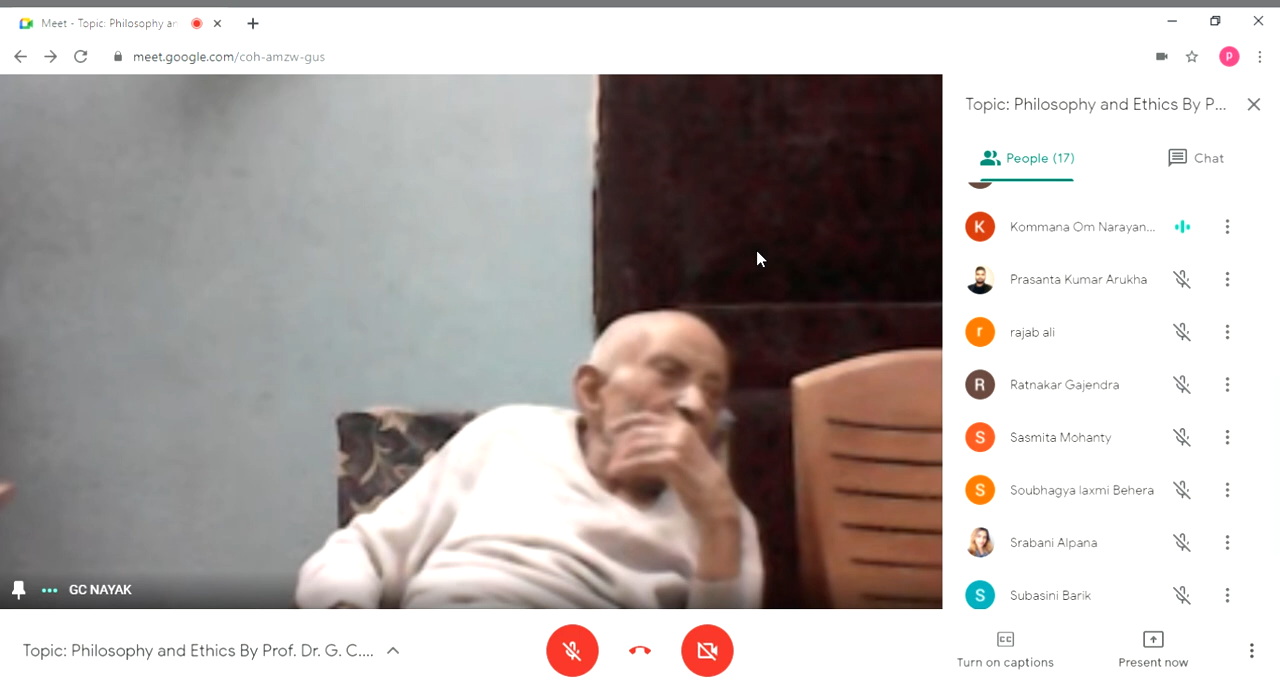 Meet - Topic: Philosophy an
meet.google.com/coh-amzw-gus
P
Topic: Philosophy and Ethics By P...
People (17)
Chat
K Kommana Om Narayan...
Prasanta Kumar Arukha
r rajab ali
R Ratnakar Gajendra
S Sasmita Mohanty
S Soubhagya laxmi Behera
Srabani Alpana
S Subasini Barik
GC NAYAK
Topic: Philosophy and Ethics By Prof. Dr. G. C....
CC
Turn on captions
Present now